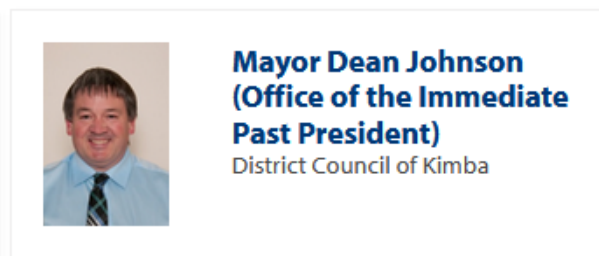 Mayor Dean Johnson
(Office of the Immediate
Past President)
District Council of Kimba